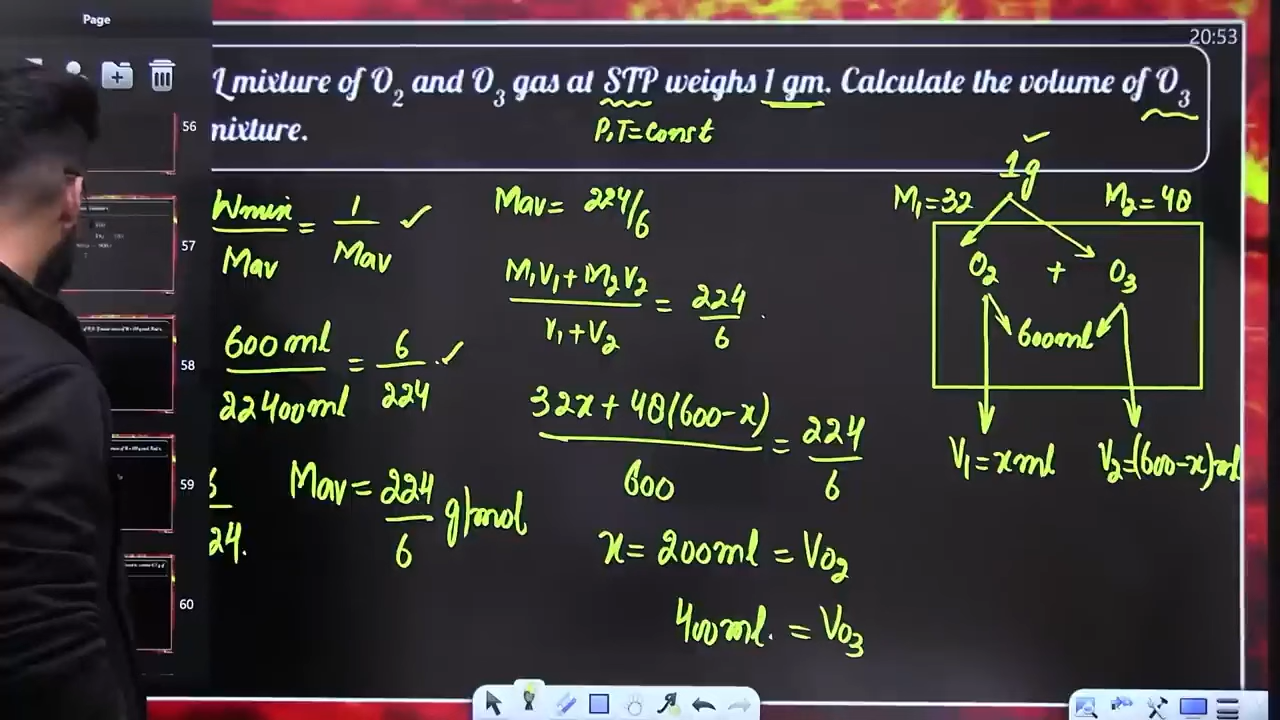 Page
20:53
L mixture of O₂ and O₃ gas at STP weighs 1 gm. Calculate the volume of O₃
nixture.
P,T=Const
56
57
58
59
60
Wmix/Mav = 1/Mav ✓
600ml/22400ml = 6/224 ✓
24.
Mav = 224/6 g/mol
Mav = 224/6
M₁V₁+M₂V₂/V₁+V₂ = 224/6
32x+48(600-x)/600 = 224/6
x= 200ml = VO₂
400ml. = VO₃
1g ✓
M₁=32 M₂=48
O₂ + O₃
600ml
V₁=xml V₂=(600-x)ml